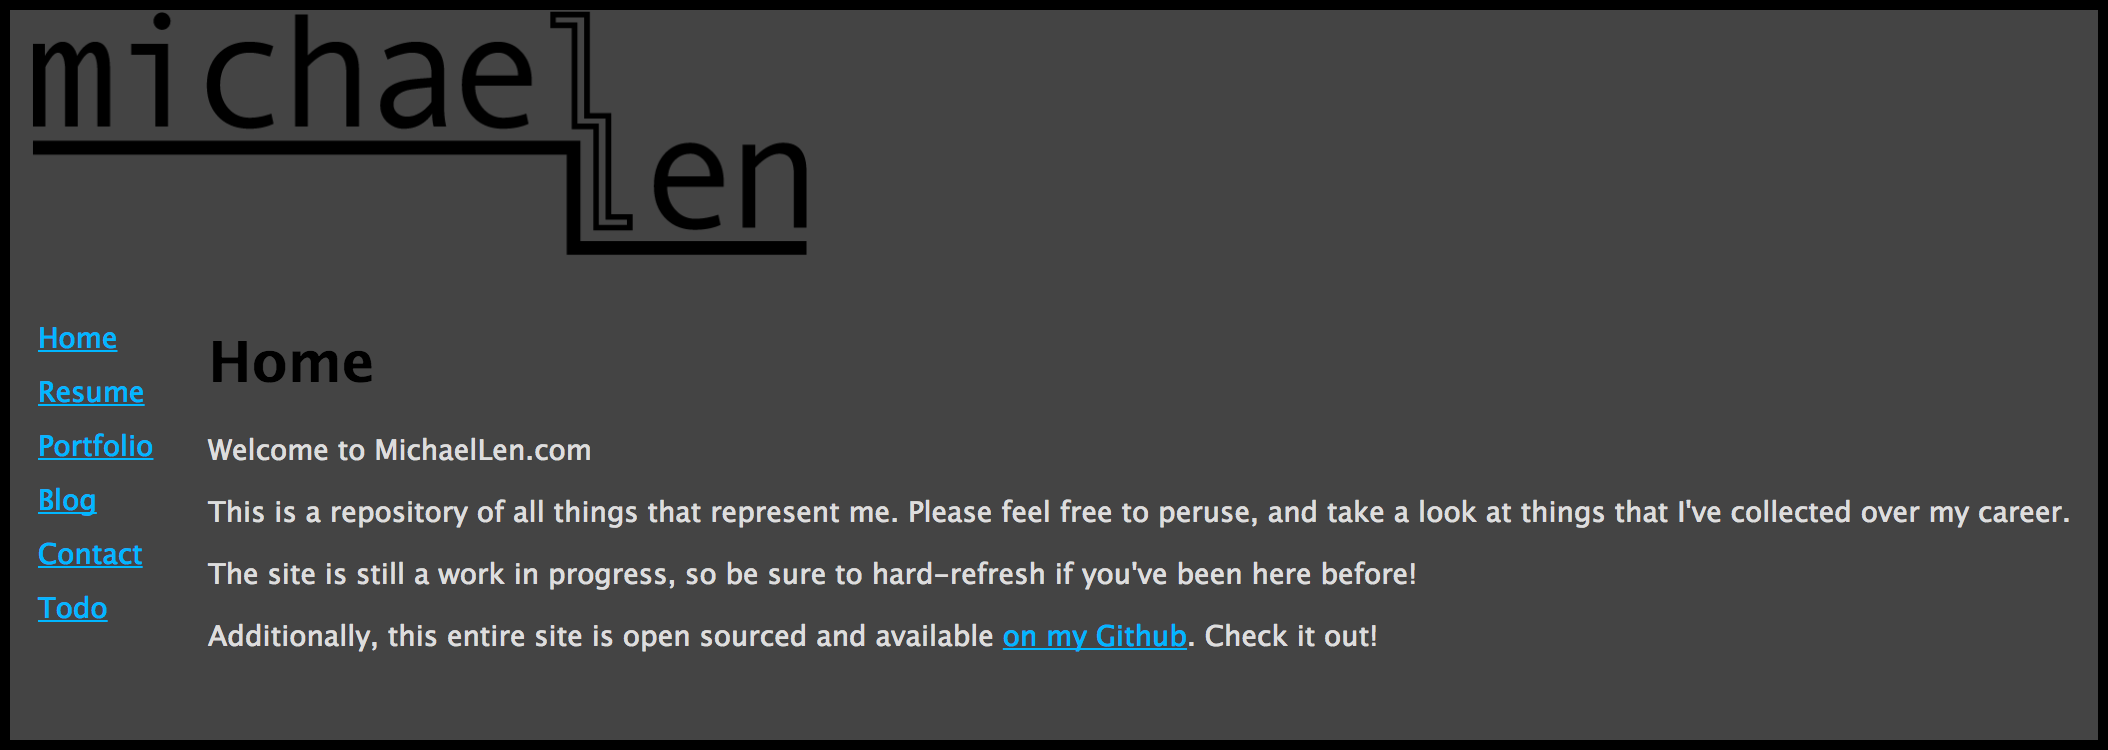 michael
Len
Home
Resume
Portfolio
Blog
Contact
Todo
Home
Welcome to MichaelLen.com
This is a repository of all things that represent me. Please feel free to peruse, and take a look at things that I've collected over my career.
The site is still a work in progress, so be sure to hard-refresh if you've been here before!
Additionally, this entire site is open sourced and available on my Github. Check it out!